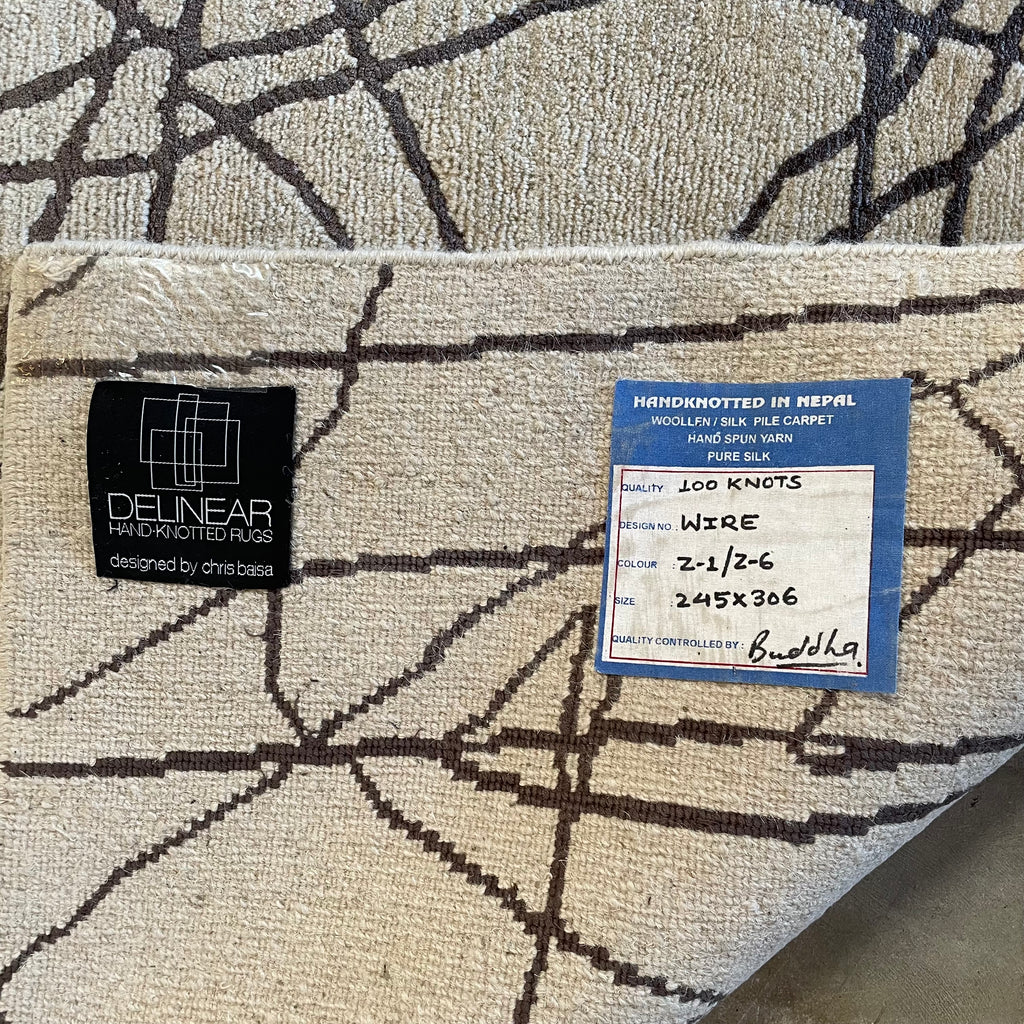 DELINEAR
HAND-KNOTTED RUGS
designed by chris baisa
HANDKNOTTED IN NEPAL
WOOLLEN / SILK PILE CARPET
HAND SPUN YARN
PURE SILK
QUALITY 100 KNOTS
DESIGN NO. : WIRE
COLOUR : Z-1/Z-6
SIZE : 245X306
QUALITY CONTROLLED BY : Buddha.